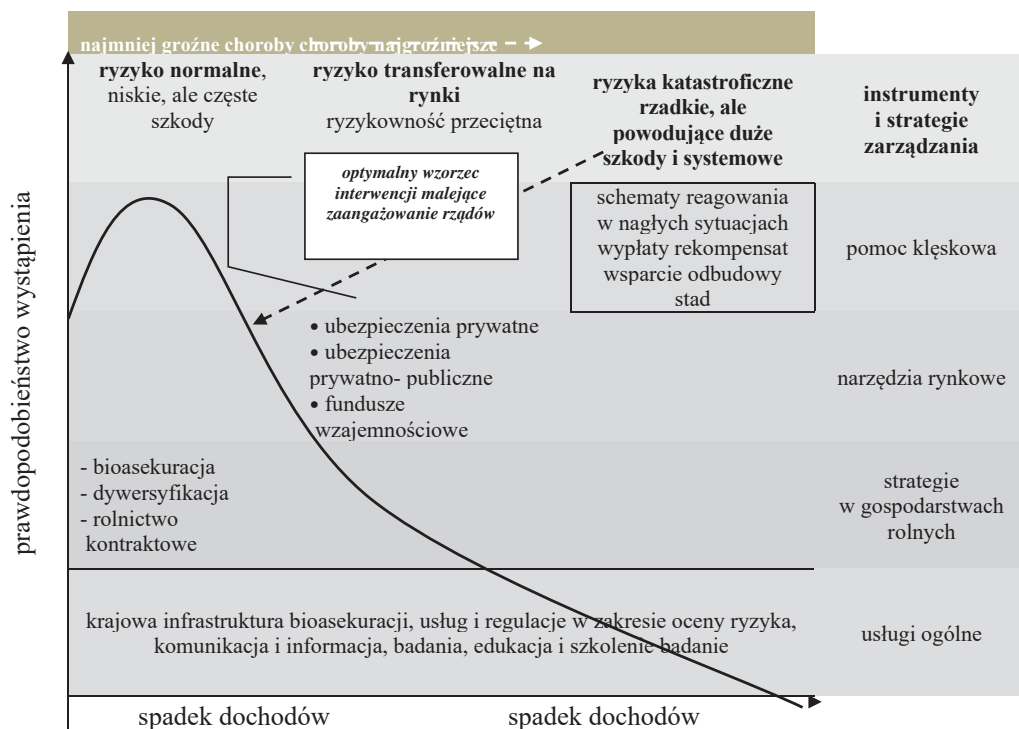 najmniej groźne choroby choroby najgroźniejsze
ryzyko normalne,
niskie, ale częste
szkody
ryzyko transferowalne na
rynki
ryzykowność przeciętna
ryzyka katastroficzne
rzadkie, ale
powodujące duże
szkody i systemowe
instrumenty
i strategie
zarządzania
optymalny wzorzec
interwencji malejące
zaangażowanie rządów
schematy reagowania
w nagłych sytuacjach
wypłaty rekompensat
wsparcie odbudowy
stad
pomoc klęskowa
• ubezpieczenia prywatne
• ubezpieczenia
prywatno- publiczne
• fundusze
wzajemnościowe
narzędzia rynkowe
- bioasekuracja
- dywersyfikacja
- rolnictwo
kontraktowe
strategie
w gospodarstwach
rolnych
krajowa infrastruktura bioasekuracji, usług i regulacje w zakresie oceny ryzyka,
komunikacja i informacja, badania, edukacja i szkolenie badanie
usługi ogólne
prawdopodobieństwo wystąpienia
spadek dochodów
spadek dochodów